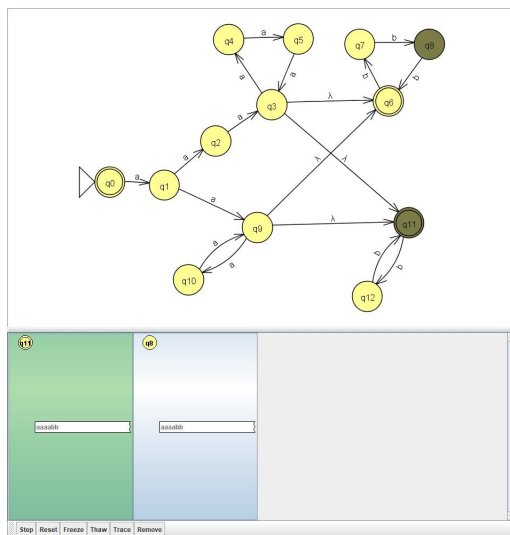 q4
a
q5
q7
b
q8
a
a
b
b
q3
λ
q6
a
q2
a
λ
λ
q0
a
q1
a
q9
λ
q11
a
a
q10
b
b
q12
q11
q8
aaaabb
aaaabb
Step Reset Freeze Thaw Trace Remove